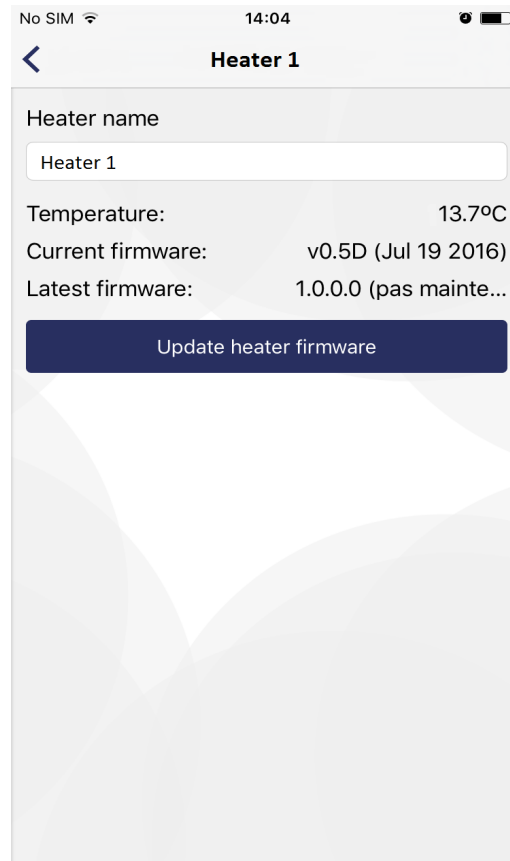 No SIM 14:04
Heater 1
Heater name
Heater 1
Temperature: 13.7ºC
Current firmware: v0.5D (Jul 19 2016)
Latest firmware: 1.0.0.0 (pas mainte...
Update heater firmware